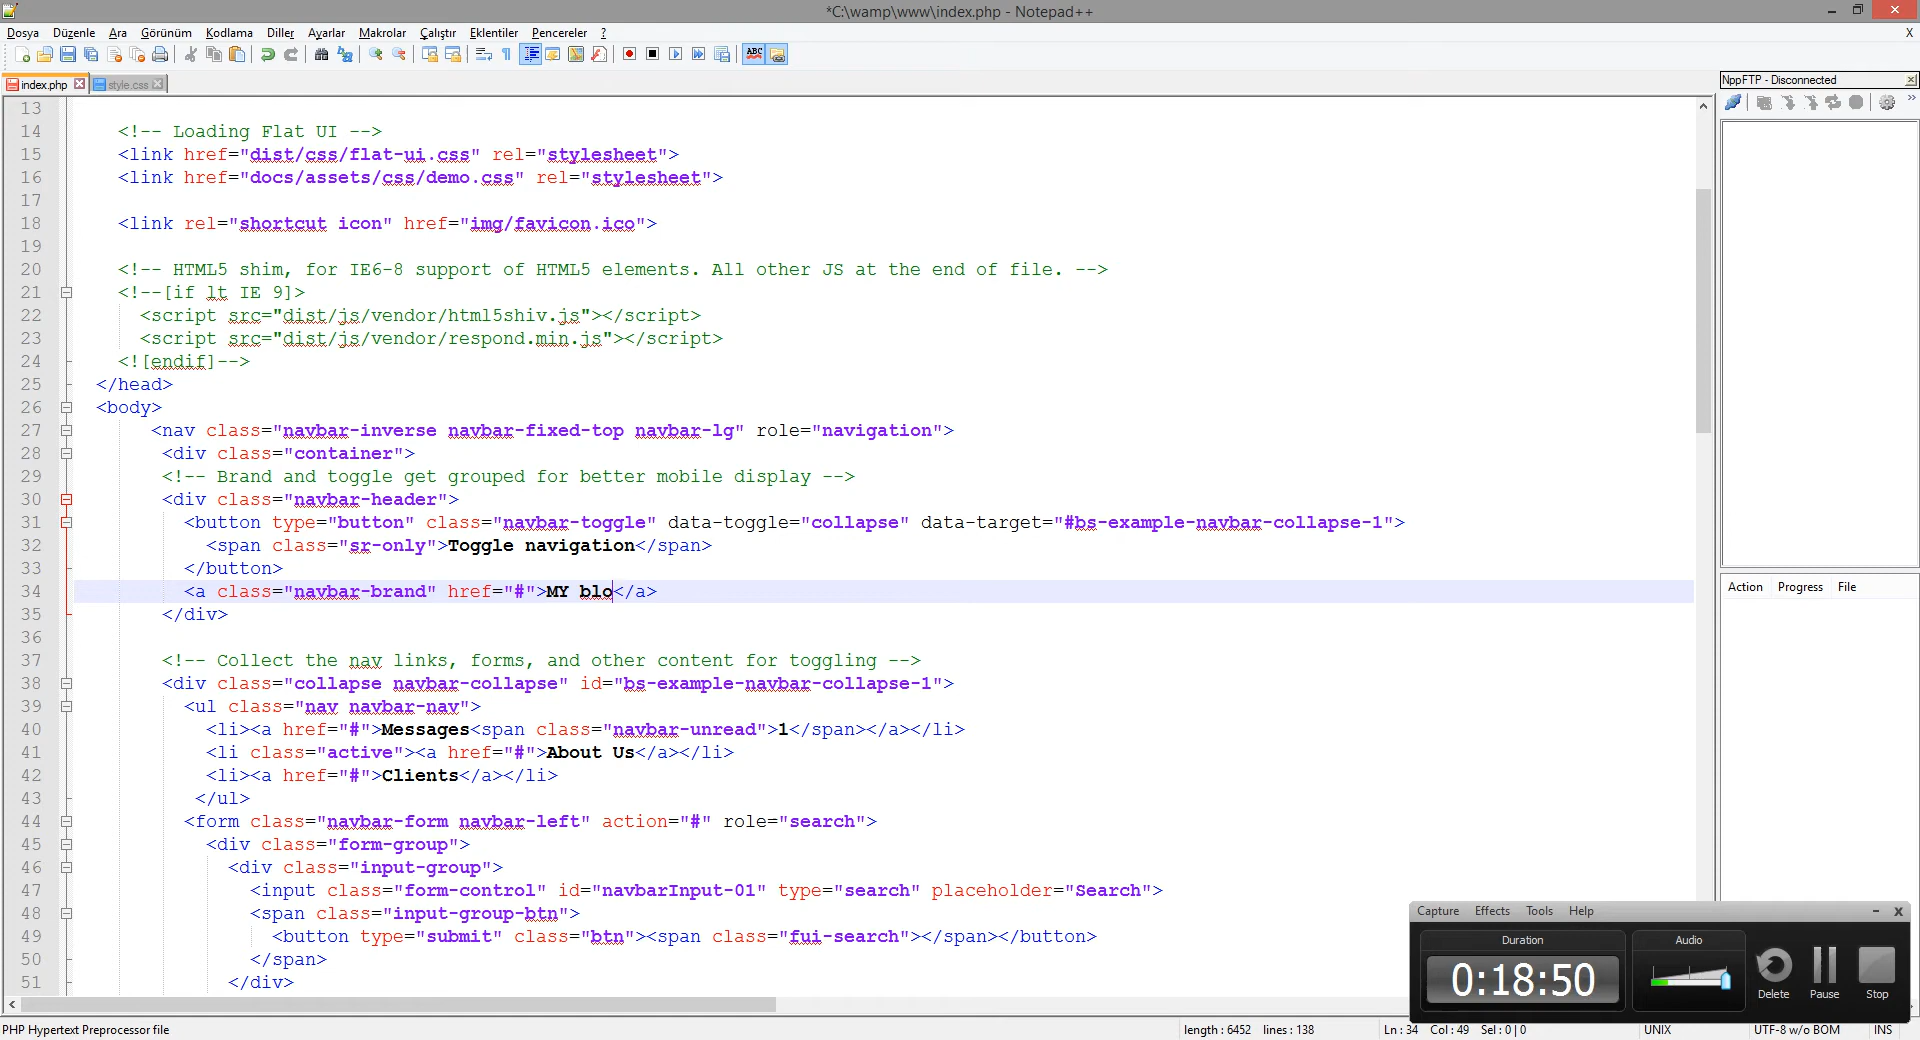 *C:\wamp\www\index.php - Notepad++
Dosya Düzenle Ara Görünüm Kodlama Diller Ayarlar Makrolar Çalıştır Eklentiler Pencereler ? X
index.php style.css
NppFTP - Disconnected
13
14 <!-- Loading Flat UI -->
15 <link href="dist/css/flat-ui.css" rel="stylesheet">
16 <link href="docs/assets/css/demo.css" rel="stylesheet">
17
18 <link rel="shortcut icon" href="img/favicon.ico">
19
20 <!-- HTML5 shim, for IE6-8 support of HTML5 elements. All other JS at the end of file. -->
21 <!--[if lt IE 9]>
22 <script src="dist/js/vendor/html5shiv.js"></script>
23 <script src="dist/js/vendor/respond.min.js"></script>
24 <![endif]-->
25 </head>
26 <body>
27 <nav class="navbar-inverse navbar-fixed-top navbar-lg" role="navigation">
28 <div class="container">
29 <!-- Brand and toggle get grouped for better mobile display -->
30 <div class="navbar-header">
31 <button type="button" class="navbar-toggle" data-toggle="collapse" data-target="#bs-example-navbar-collapse-1">
32 <span class="sr-only">Toggle navigation</span>
33 </button>
34 <a class="navbar-brand" href="#">MY blo</a>
35 </div>
36
37 <!-- Collect the nav links, forms, and other content for toggling -->
38 <div class="collapse navbar-collapse" id="bs-example-navbar-collapse-1">
39 <ul class="nav navbar-nav">
40 <li><a href="#">Messages<span class="navbar-unread">1</span></a></li>
41 <li class="active"><a href="#">About Us</a></li>
42 <li><a href="#">Clients</a></li>
43 </ul>
44 <form class="navbar-form navbar-left" action="#" role="search">
45 <div class="form-group">
46 <div class="input-group">
47 <input class="form-control" id="navbarInput-01" type="search" placeholder="Search">
48 <span class="input-group-btn">
49 <button type="submit" class="btn"><span class="fui-search"></span></button>
50 </span>
51 </div>
Action Progress File
Capture Effects Tools Help
Duration
0:18:50
Audio
Delete Pause Stop
PHP Hypertext Preprocessor file length : 6452 lines : 138 Ln : 34 Col : 49 Sel : 0 | 0 UNIX UTF-8 w/o BOM INS